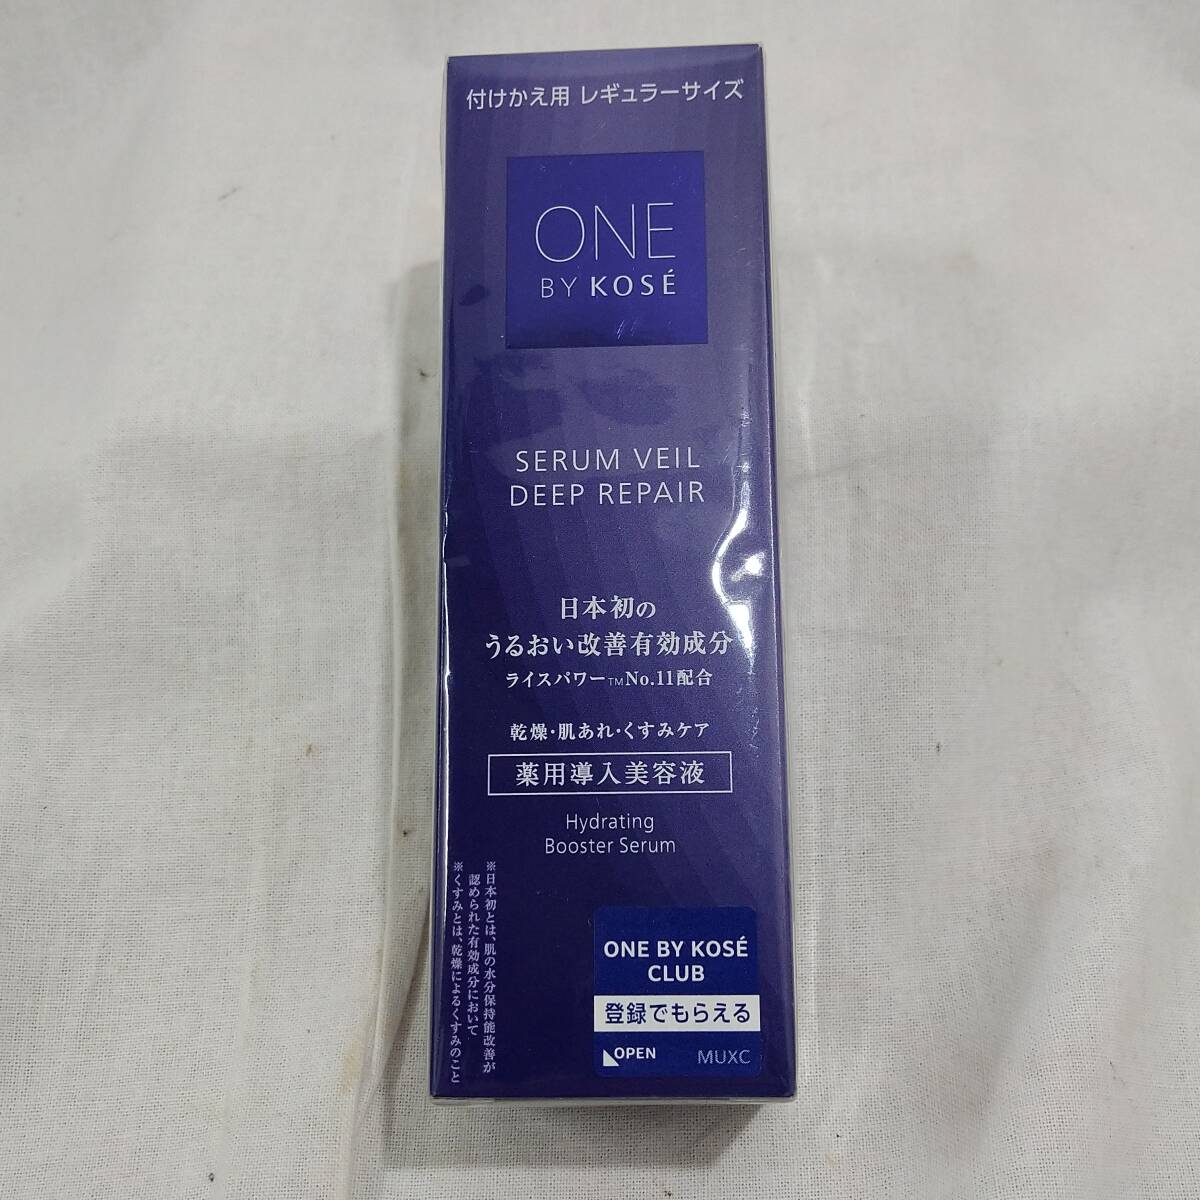 付けかえ用 レギュラーサイズ
ONE
BY KOSÉ
SERUM VEIL
DEEP REPAIR
日本初の
うるおい改善有効成分
ライスパワー™No.11配合
乾燥・肌あれ・くすみケア
薬用導入美容液
Hydrating
Booster Serum
※日本初とは、肌の水分保持能改善が
認められた有効成分において
※くすみとは、乾燥によるくすみのこと
ONE BY KOSÉ
CLUB
登録でもらえる
OPEN MUXC